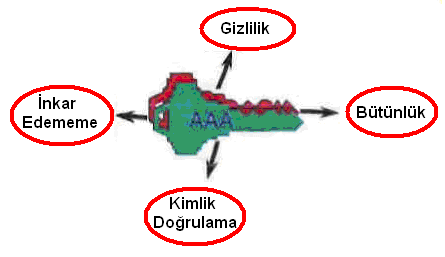 Gizlilik
İnkar
Edememe
AAA
Bütünlük
Kimlik
Doğrulama